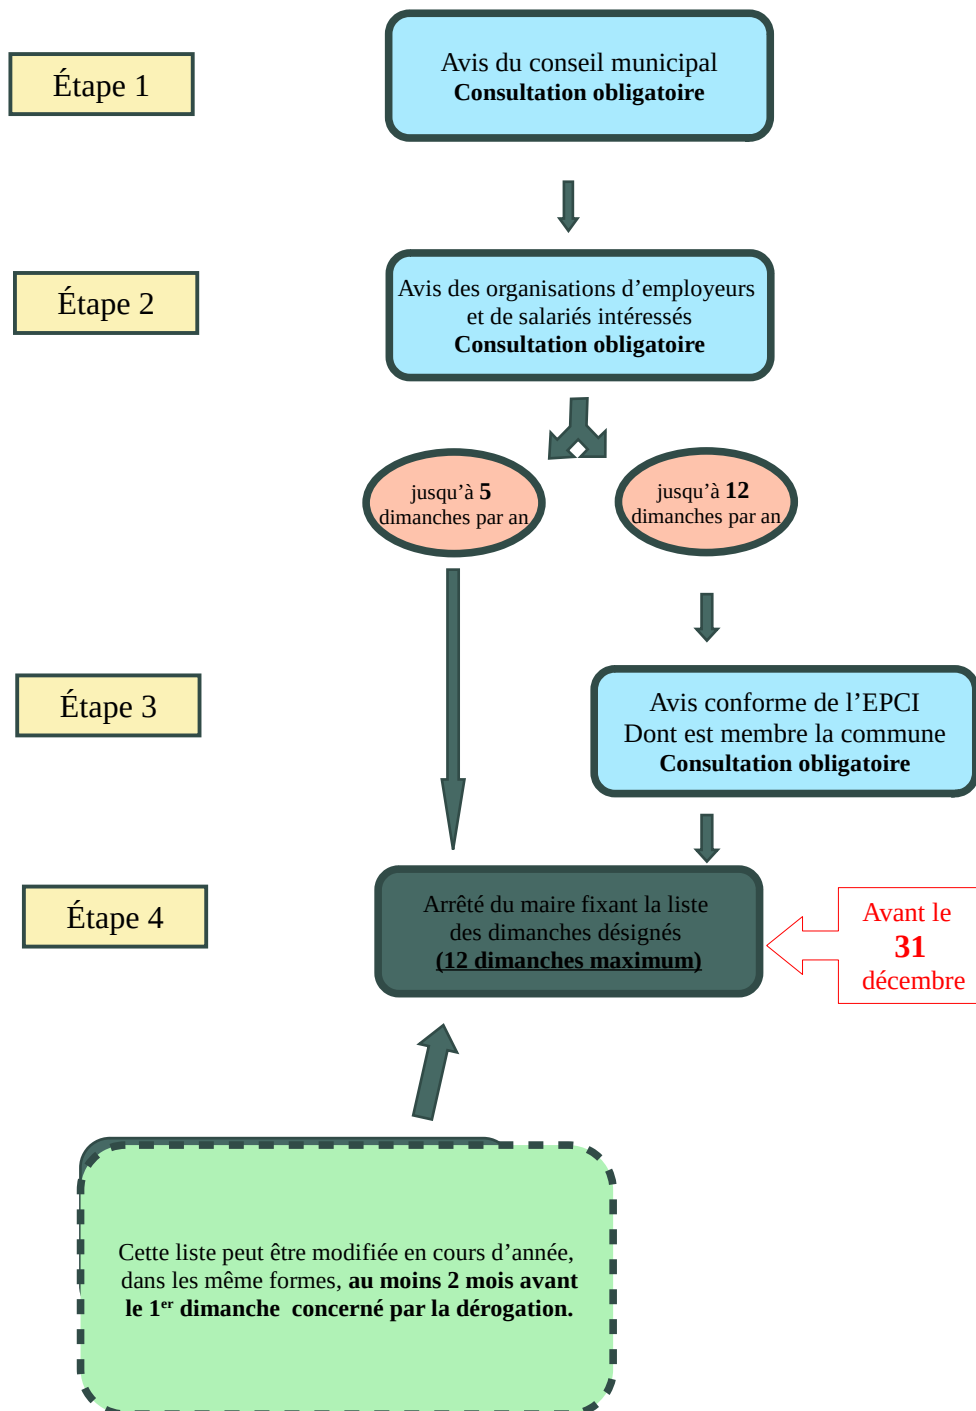 Étape 1
Avis du conseil municipal
Consultation obligatoire
Étape 2
Avis des organisations d’employeurs
et de salariés intéressés
Consultation obligatoire
jusqu’à 5
dimanches par an
jusqu’à 12
dimanches par an
Étape 3
Avis conforme de l’EPCI
Dont est membre la commune
Consultation obligatoire
Étape 4
Arrêté du maire fixant la liste
des dimanches désignés
(12 dimanches maximum)
Avant le
31
décembre
Cette liste peut être modifiée en cours d’année,
dans les même formes, au moins 2 mois avant
le 1er dimanche concerné par la dérogation.